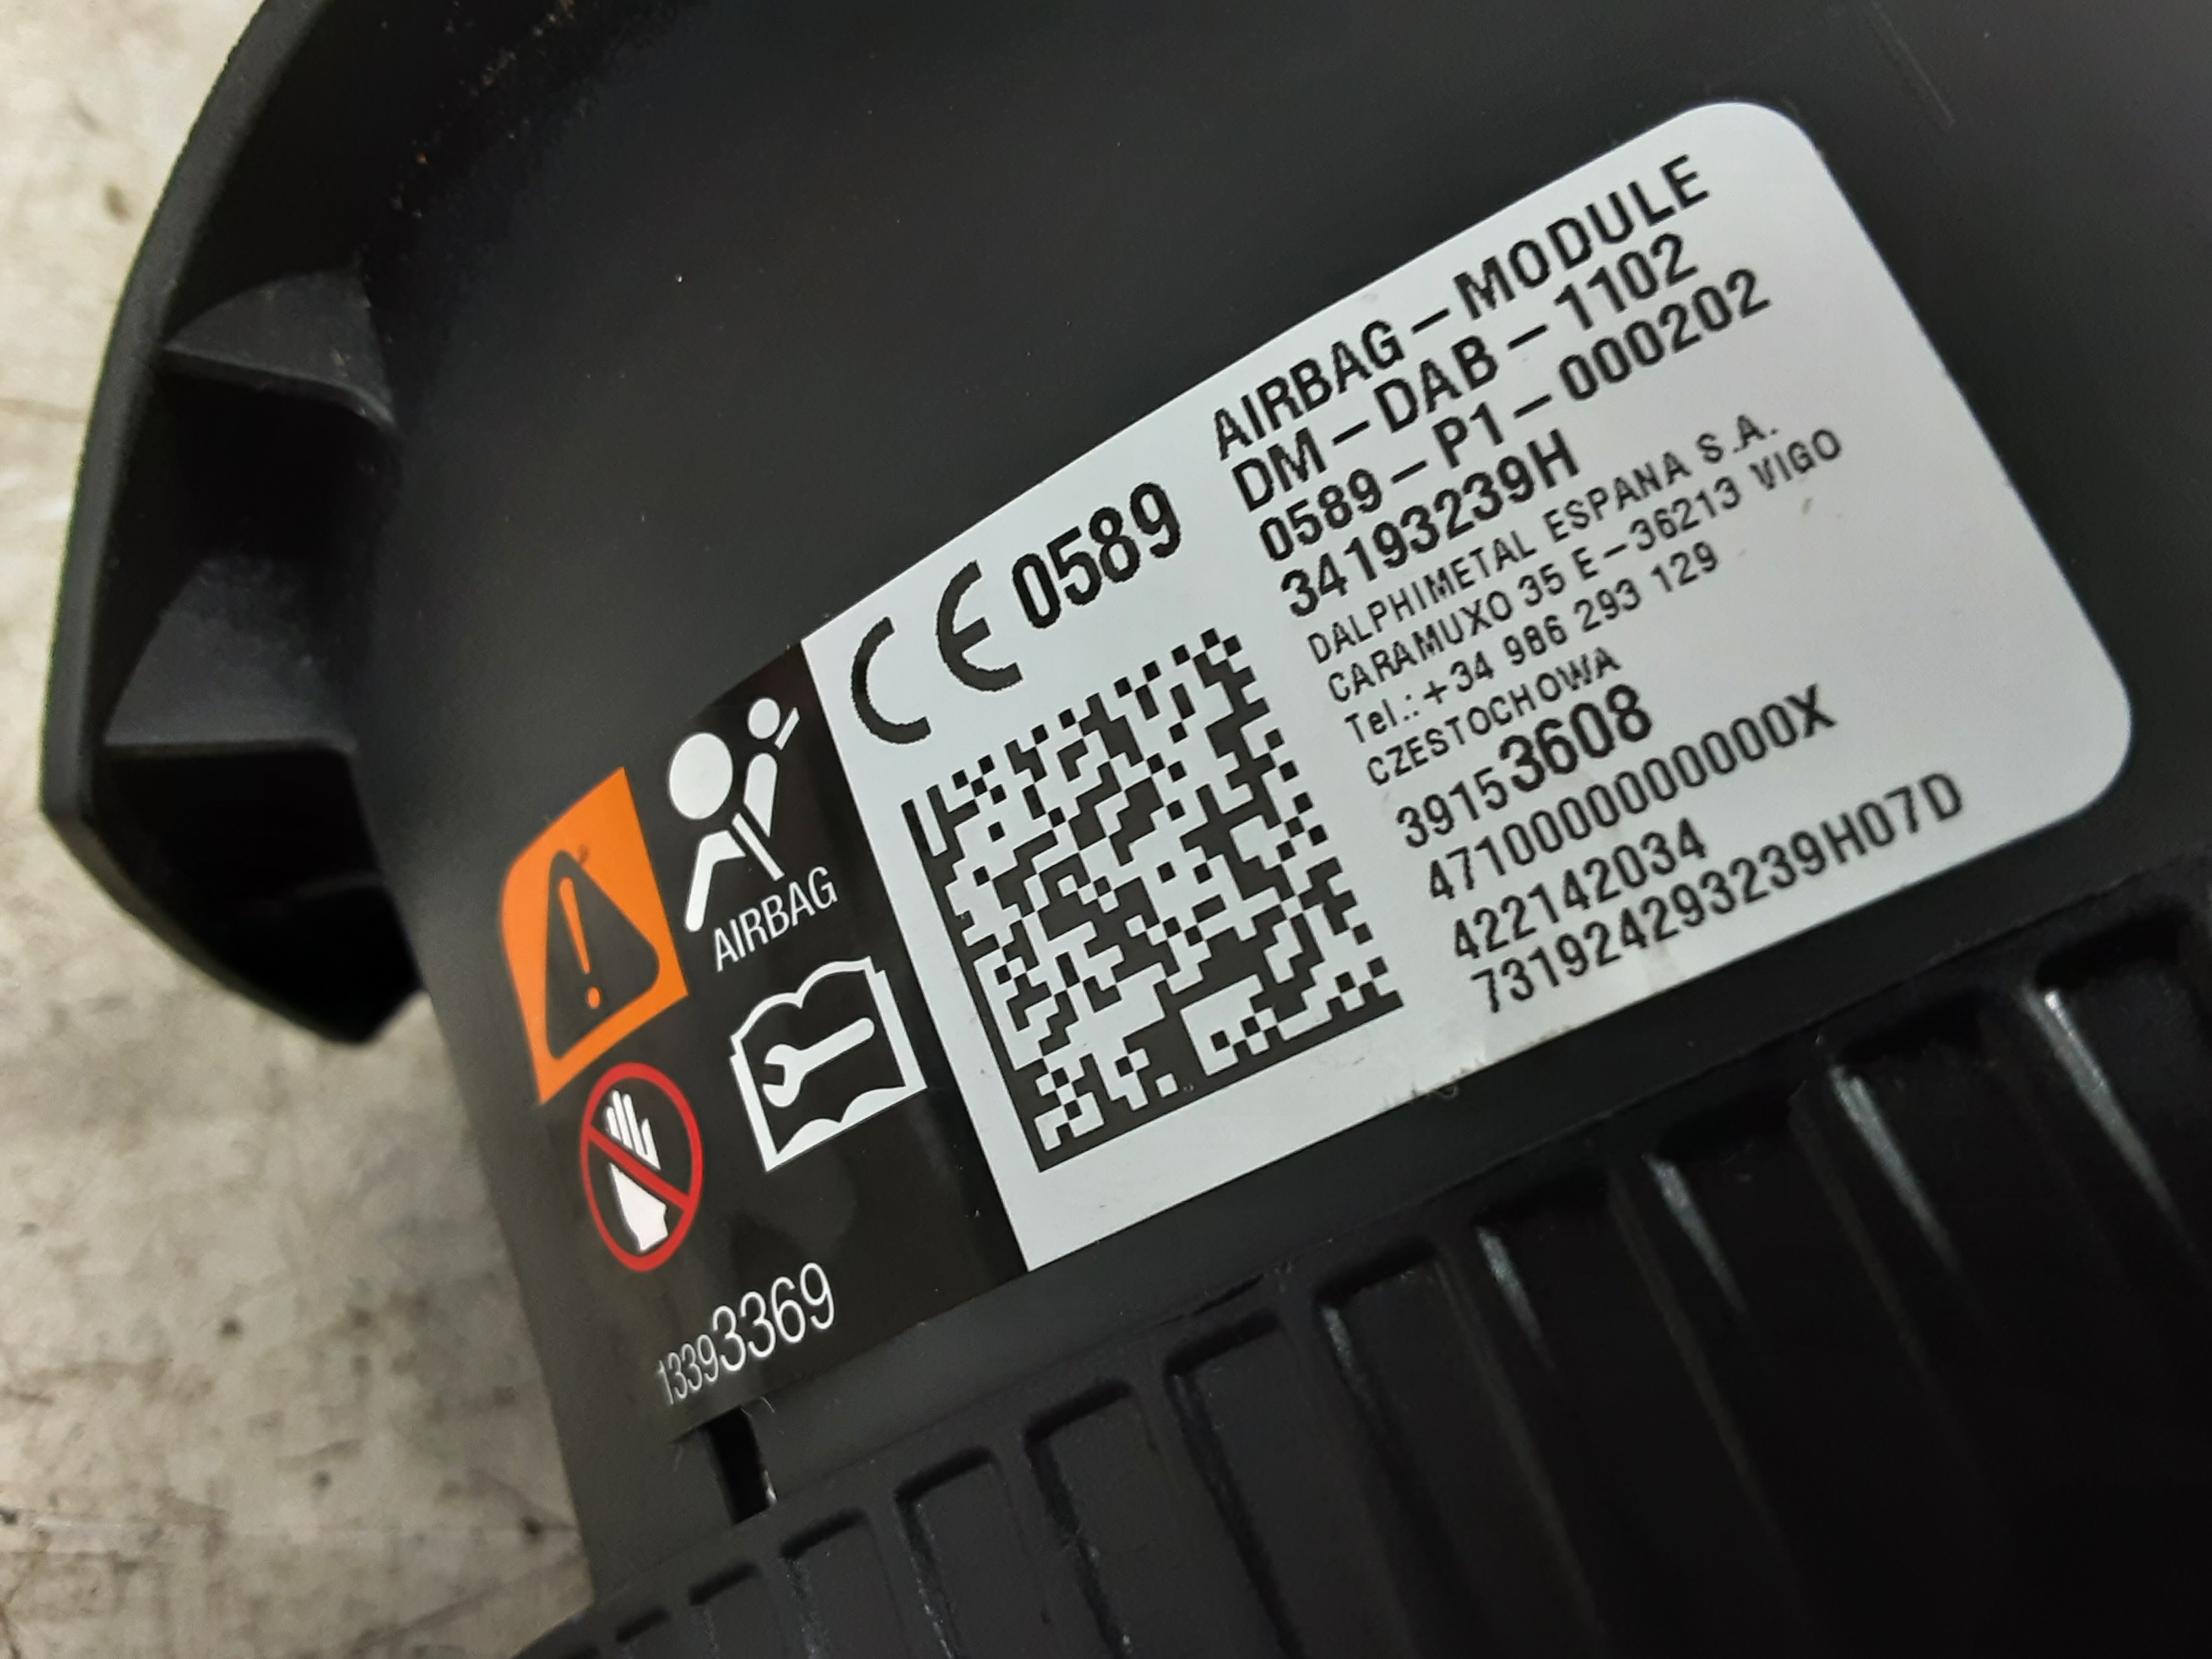 AIRBAG-MODULE
DM-DAB-1102
0589-P1-000202
34193239H
DALPHIMETAL ESPANA S.A.
CARAMUXO 35 E-36213 VIGO
Tel.:+34 986 293 129
CZESTOCHOWA
39153608
4710000000000X
422142034
731924293239H07D
CE 0589
AIRBAG
13393369